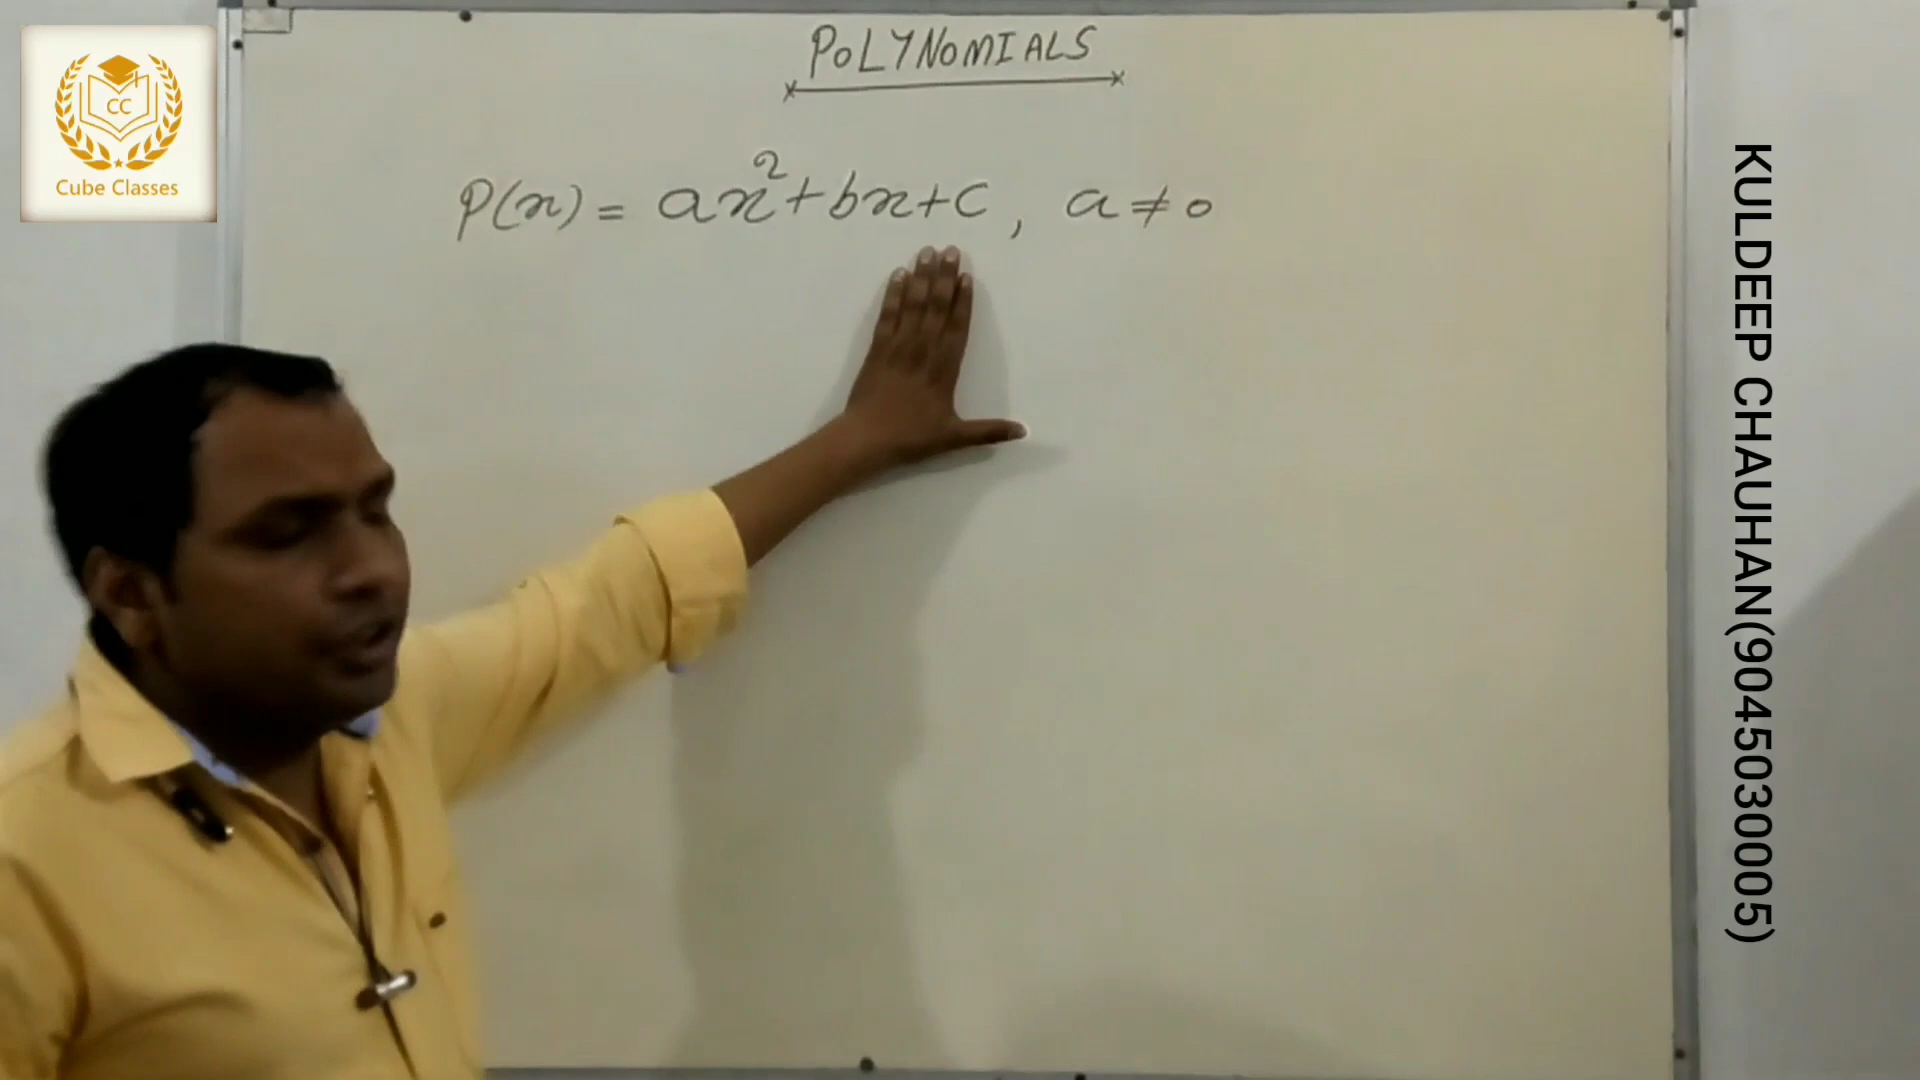 CC
Cube Classes
POLYNOMIALS
P(x) = ax²+bx+c, a≠0
KULDEEP CHAUHAN(9045030005)